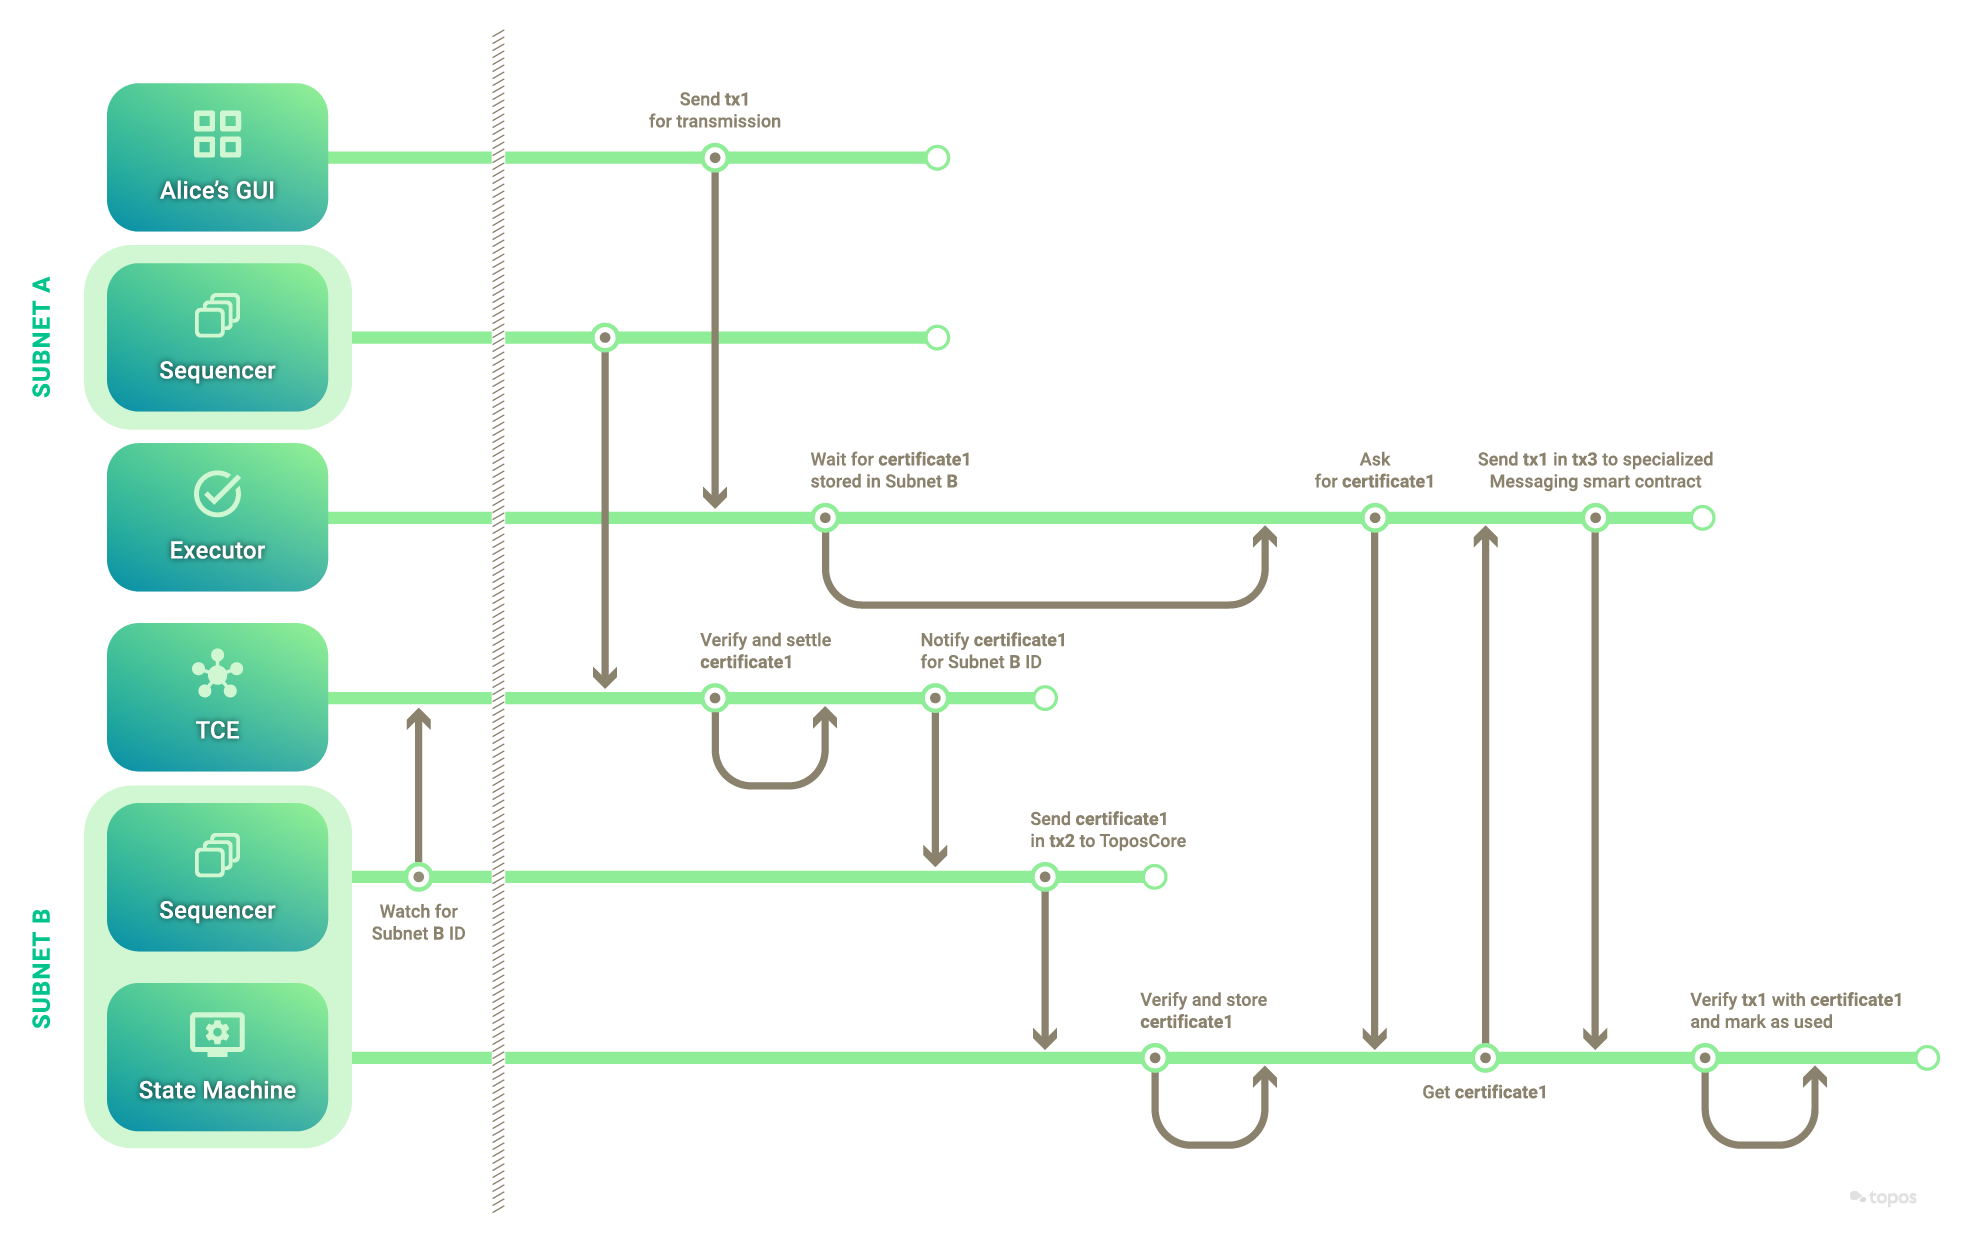 SUBNET A
SUBNET B
Alice’s GUI
Sequencer
Executor
TCE
Sequencer
State Machine
Send tx1
for transmission
Wait for certificate1
stored in Subnet B
Ask
for certificate1
Send tx1 in tx3 to specialized
Messaging smart contract
Verify and settle
certificate1
Notify certificate1
for Subnet B ID
Send certificate1
in tx2 to ToposCore
Watch for
Subnet B ID
Verify and store
certificate1
Get certificate1
Verify tx1 with certificate1
and mark as used
topos